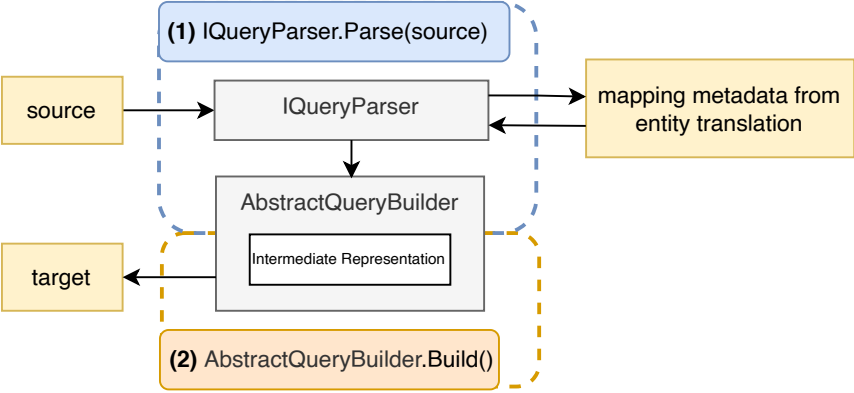 (1) IQueryParser.Parse(source)
source
IQueryParser
mapping metadata from
entity translation
AbstractQueryBuilder
Intermediate Representation
target
(2) AbstractQueryBuilder.Build()